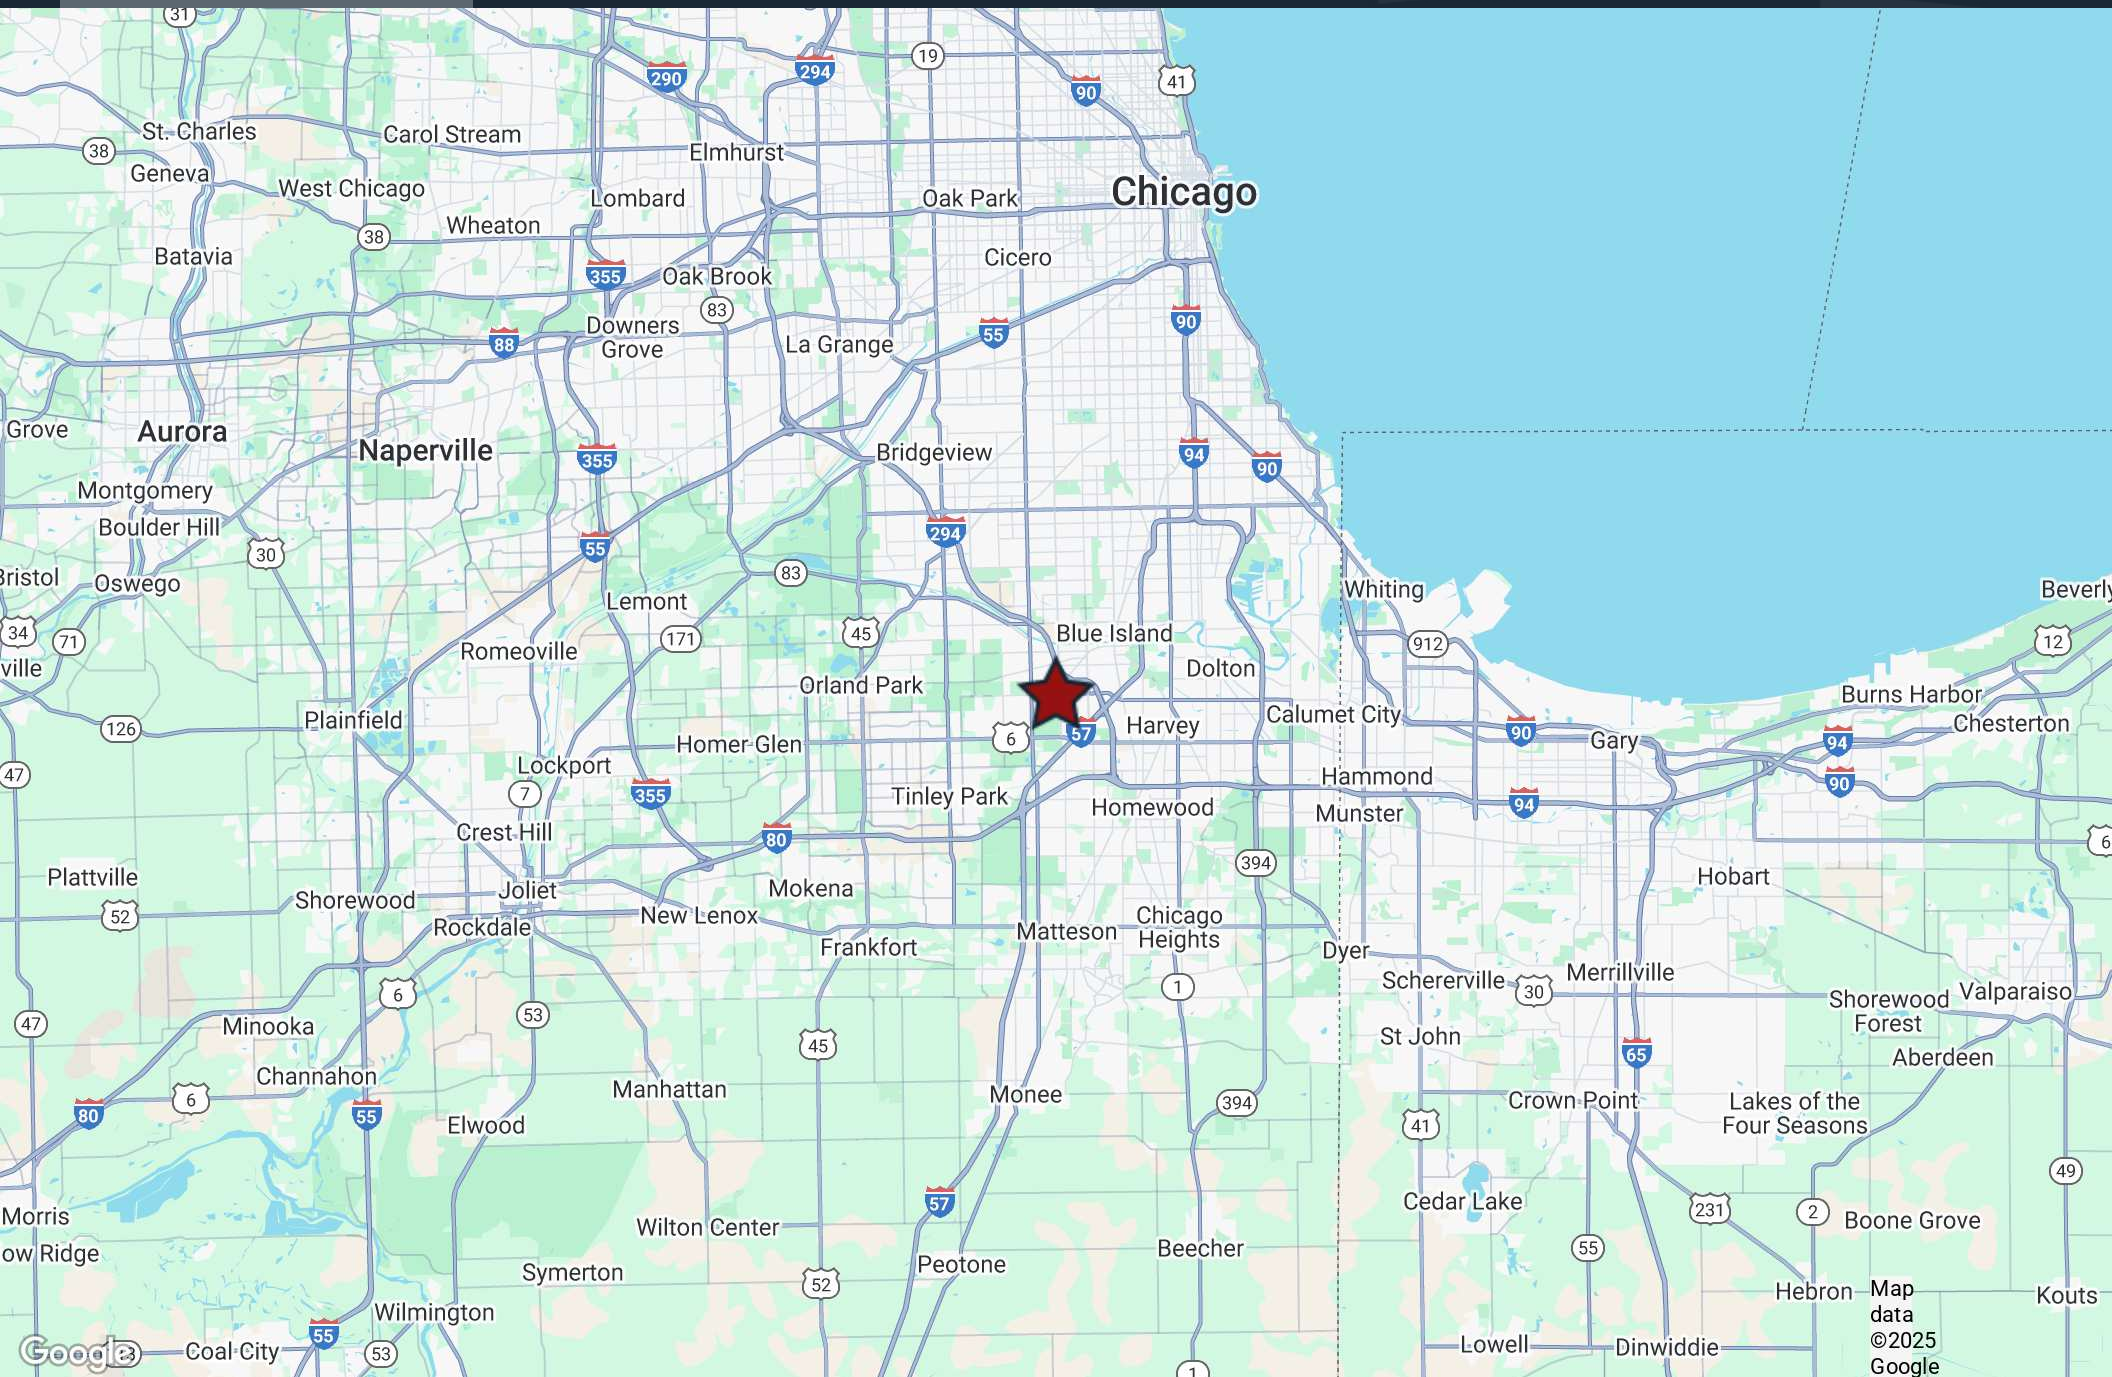 31
19
41
290
294
90
St. Charles
Carol Stream
38
Elmhurst
Geneva
West Chicago
Lombard
Oak Park
Chicago
Wheaton
38
Batavia
Cicero
355
Oak Brook
83
90
55
Downers
Grove
88
La Grange
Grove
Aurora
Naperville
355
Bridgeview
94
90
Montgomery
Boulder Hill
294
30
55
Bristol
Oswego
83
Whiting
Beverly
Lemont
34
71
171
45
Blue Island
912
12
ville
Romeoville
Dolton
Orland Park
Burns Harbor
Plainfield
Calumet City
Chesterton
126
Harvey
57
6
90
Gary
94
Homer Glen
47
Lockport
Hammond
90
7
355
Tinley Park
Homewood
94
Munster
Crest Hill
80
6
394
Plattville
Joliet
Mokena
Hobart
Shorewood
52
New Lenox
Chicago
Heights
Rockdale
Matteson
Frankfort
Dyer
Merrillville
Schererville
30
Valparaiso
6
1
Shorewood
Forest
47
53
Minooka
St John
45
65
Aberdeen
Channahon
Manhattan
Monee
6
394
Crown Point
Lakes of the
Four Seasons
80
55
Elwood
41
49
57
Cedar Lake
231
2
Boone Grove
Morris
Wilton Center
Beecher
55
ow Ridge
Peotone
Symerton
52
Hebron
Kouts
Wilmington
55
Lowell
Dinwiddie
Coal City
53
1
Google
Map
data
©2025
Google